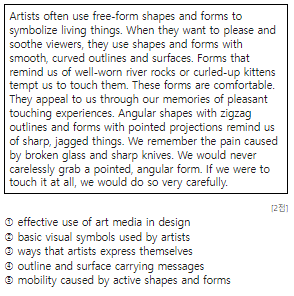 Artists often use free-form shapes and forms to
symbolize living things. When they want to please and
soothe viewers, they use shapes and forms with
smooth, curved outlines and surfaces. Forms that
remind us of well-worn river rocks or curled-up kittens
tempt us to touch them. These forms are comfortable.
They appeal to us through our memories of pleasant
touching experiences. Angular shapes with zigzag
outlines and forms with pointed projections remind us
of sharp, jagged things. We remember the pain caused
by broken glass and sharp knives. We would never
carelessly grab a pointed, angular form. If we were to
touch it at all, we would do so very carefully.
[2점]
① effective use of art media in design
② basic visual symbols used by artists
③ ways that artists express themselves
④ outline and surface carrying messages
⑤ mobility caused by active shapes and forms